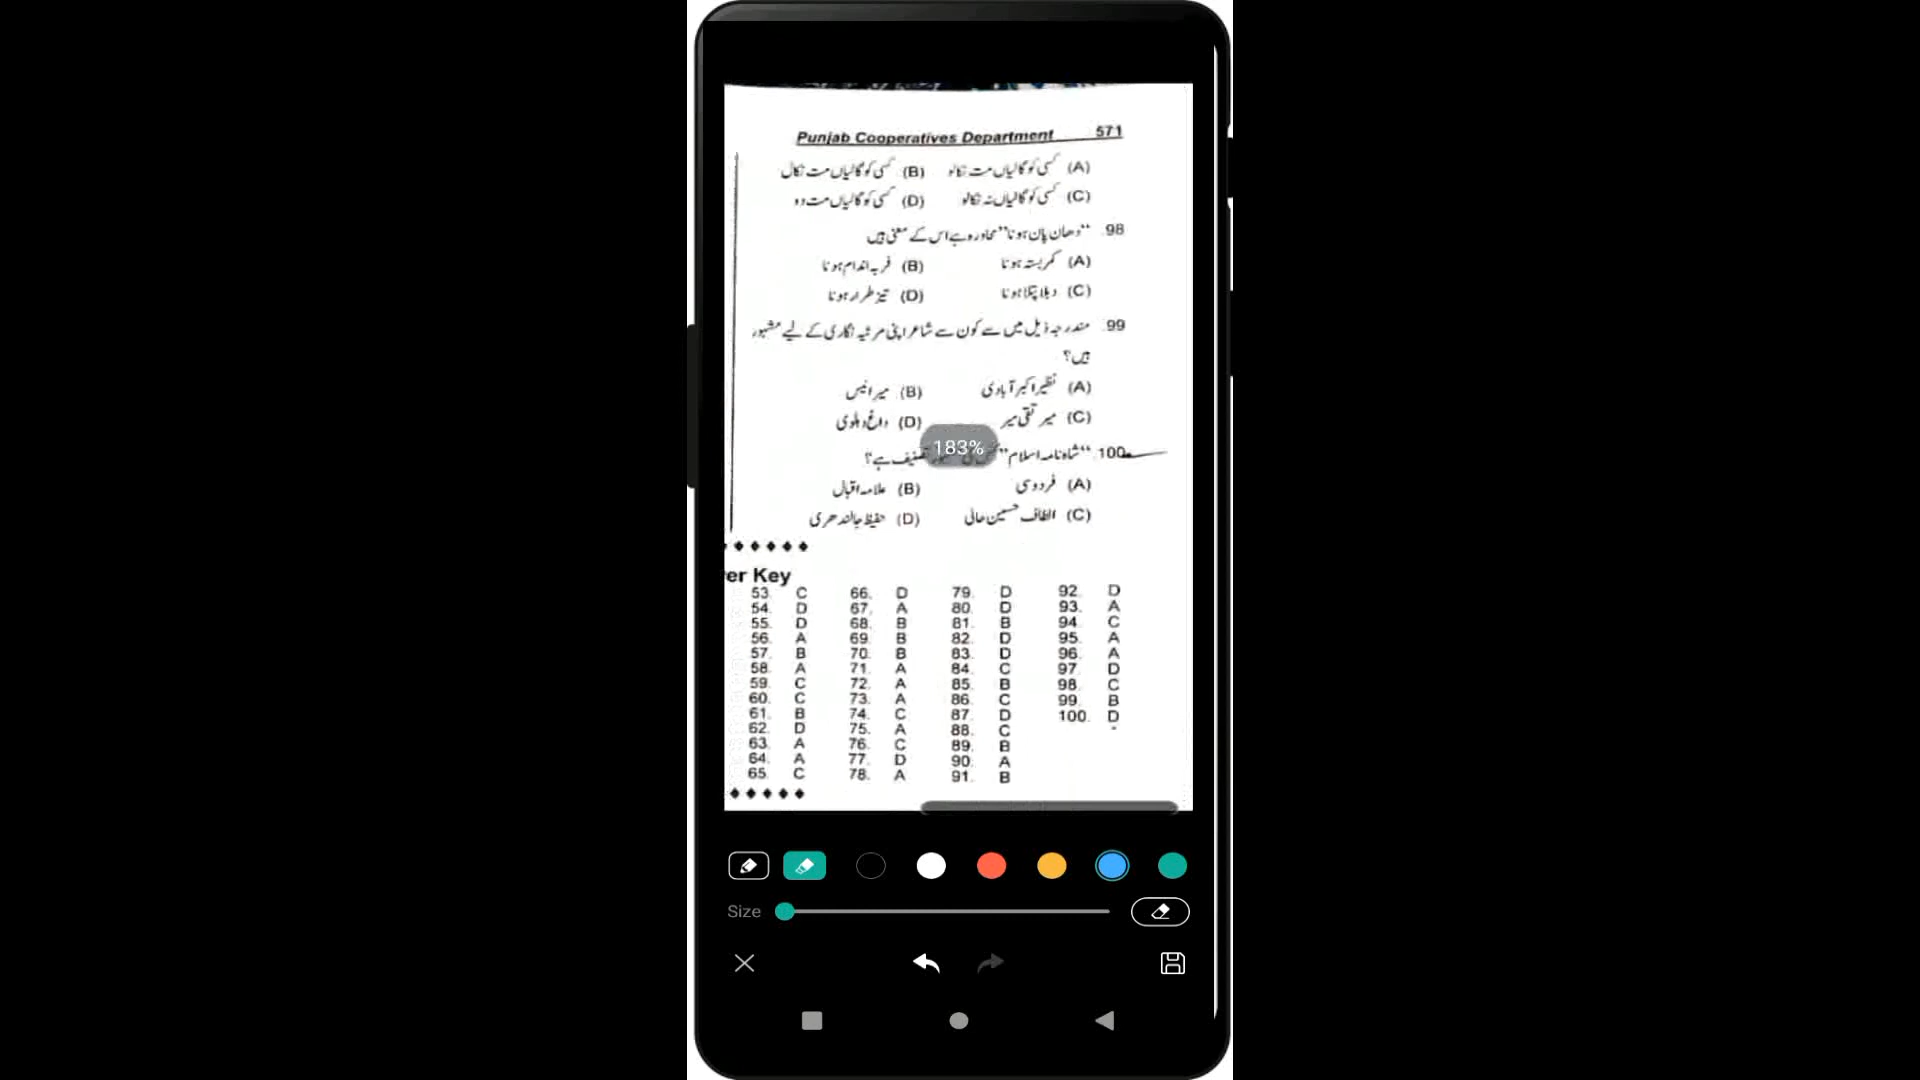 Punjab Cooperatives Department 571
(A) کسی کو گالیاں مت نکالو (B) کسی کو گالیاں مت نکال
(C) کسی کو گالیاں نہ نکالو (D) کسی کو گالیاں مت دو
98. ‘‘دھان پان ہونا’’ محاورہ ہے اس کے معنی ہیں
(A) کمر بستہ ہونا (B) فربہ اندام ہونا
(C) دبلا پتلا ہونا (D) تیز طرار ہونا
99. مندرجہ ذیل میں سے کون سے شاعر اپنی مرثیہ نگاری کے لیے مشہور
ہیں؟
(A) نظیر اکبر آبادی (B) میر انیس
(C) میر تقی میر (D) داغ دہلوی
183%
100. ‘‘شاہ نامہ اسلام’’ تصنیف ہے؟
(A) فردوسی (B) علامہ اقبال
(C) الطاف حسین حالی (D) حفیظ جالندھری
er Key
53. C 66. D 79. D 92. D
54. D 67. A 80. D 93. A
55. D 68. B 81. B 94. C
56. A 69. B 82. D 95. A
57. B 70. B 83. D 96. A
58. A 71. A 84. C 97. D
59. C 72. A 85. B 98. C
60. C 73. A 86. C 99. B
61. B 74. C 87. D 100. D
62. D 75. A 88. C
63. A 76. C 89. B
64. A 77. D 90. A
65. C 78. A 91. B
Size